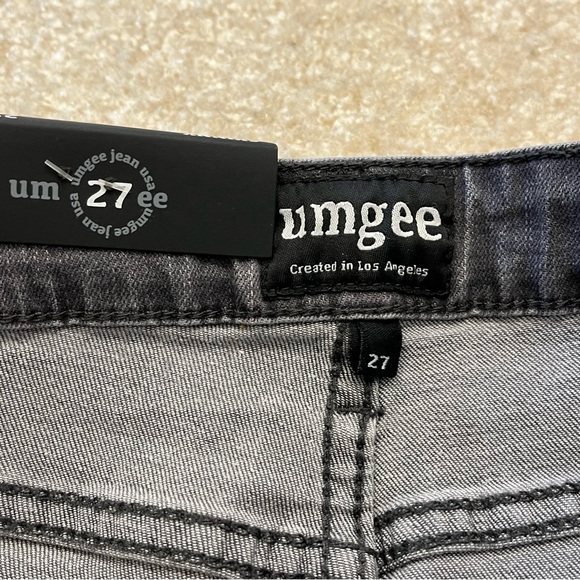 umgee jean usa
um 27 ee
umgee jean usa
umgee
Created in Los Angeles
27